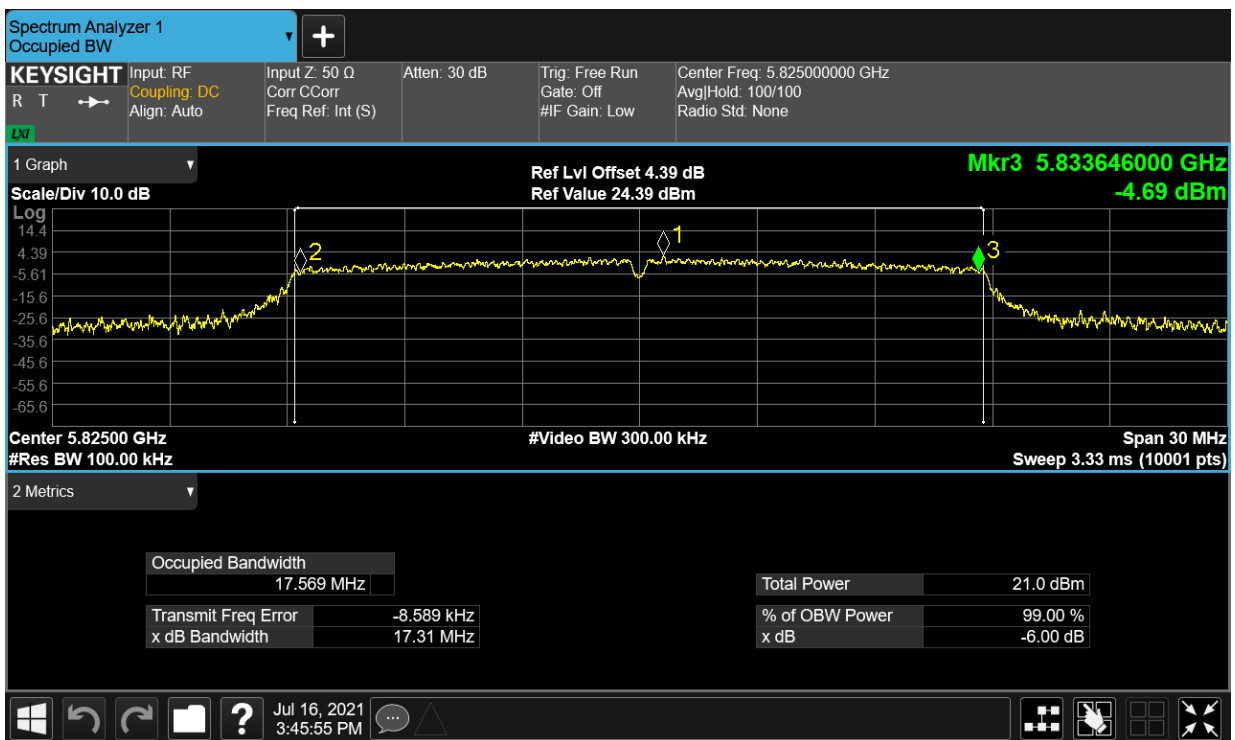 Spectrum Analyzer 1
Occupied BW
KEYSIGHT
R T
LXI
Input: RF
Coupling: DC
Align: Auto
Input Z: 50 Ω
Corr CCorr
Freq Ref: Int (S)
Atten: 30 dB
Trig: Free Run
Gate: Off
#IF Gain: Low
Center Freq: 5.825000000 GHz
Avg|Hold: 100/100
Radio Std: None
1 Graph
Scale/Div 10.0 dB
Ref Lvl Offset 4.39 dB
Ref Value 24.39 dBm
Mkr3 5.833646000 GHz
-4.69 dBm
Log
14.4
4.39
-5.61
-15.6
-25.6
-35.6
-45.6
-55.6
-65.6
2
1
3
Center 5.82500 GHz
#Res BW 100.00 kHz
#Video BW 300.00 kHz
Span 30 MHz
Sweep 3.33 ms (10001 pts)
2 Metrics
Occupied Bandwidth
17.569 MHz
Transmit Freq Error -8.589 kHz
x dB Bandwidth 17.31 MHz
Total Power 21.0 dBm
% of OBW Power 99.00 %
x dB -6.00 dB
?
Jul 16, 2021
3:45:55 PM